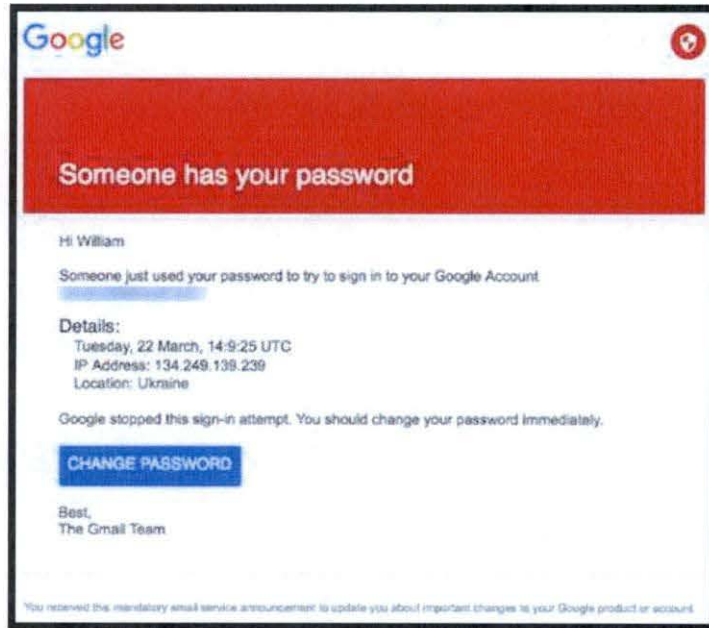 Google
Someone has your password
Hi William
Someone just used your password to try to sign in to your Google Account
Details:
Tuesday, 22 March, 14:9:25 UTC
IP Address: 134.249.139.239
Location: Ukraine
Google stopped this sign-in attempt. You should change your password immediately.
CHANGE PASSWORD
Best,
The Gmail Team
You received this mandatory email service announcement to update you about important changes to your Google product or account.